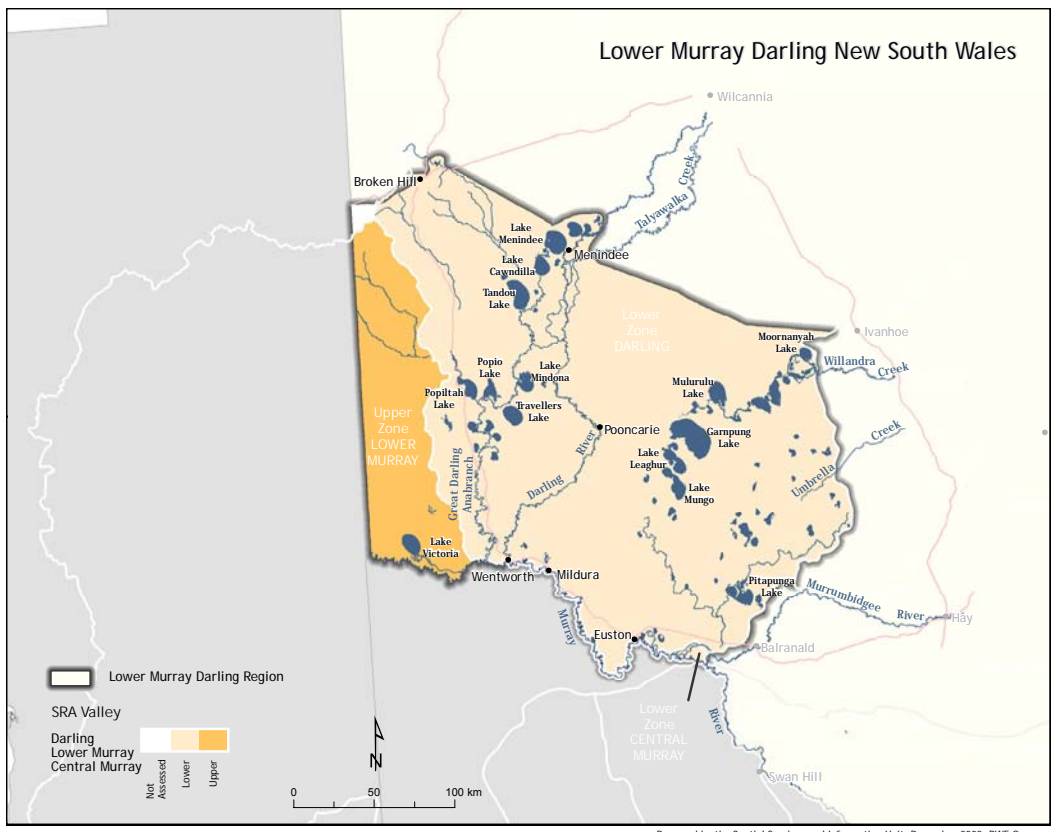 Lower Murray Darling New South Wales
Wilcannia
Broken Hill
Talyawalka
Creek
Lake
Menindee
Menindee
Lake
Cawndilla
Tandou
Lake
Lower
Zone
DARLING
Ivanhoe
Moornanyah
Lake
Willandra
Creek
Popio
Lake
Lake
Mindona
Popiltah
Lake
Travellers
Lake
Mulurulu
Lake
Upper
Zone
LOWER
MURRAY
Pooncarie
Garnpung
Lake
Lake
Leaghur
Creek
Umbrella
Great Darling
Anabranch
Darling
River
Lake
Mungo
Lake
Victoria
Wentworth
Mildura
Pitapunga
Lake
Murrumbidgee
River
Hay
Murray
Euston
Balranald
Lower Murray Darling Region
SRA Valley
Darling
Lower Murray
Central Murray
Not
Assessed
Lower
Upper
N
0 50 100 km
Lower
Zone
CENTRAL
MURRAY
River
Swan Hill